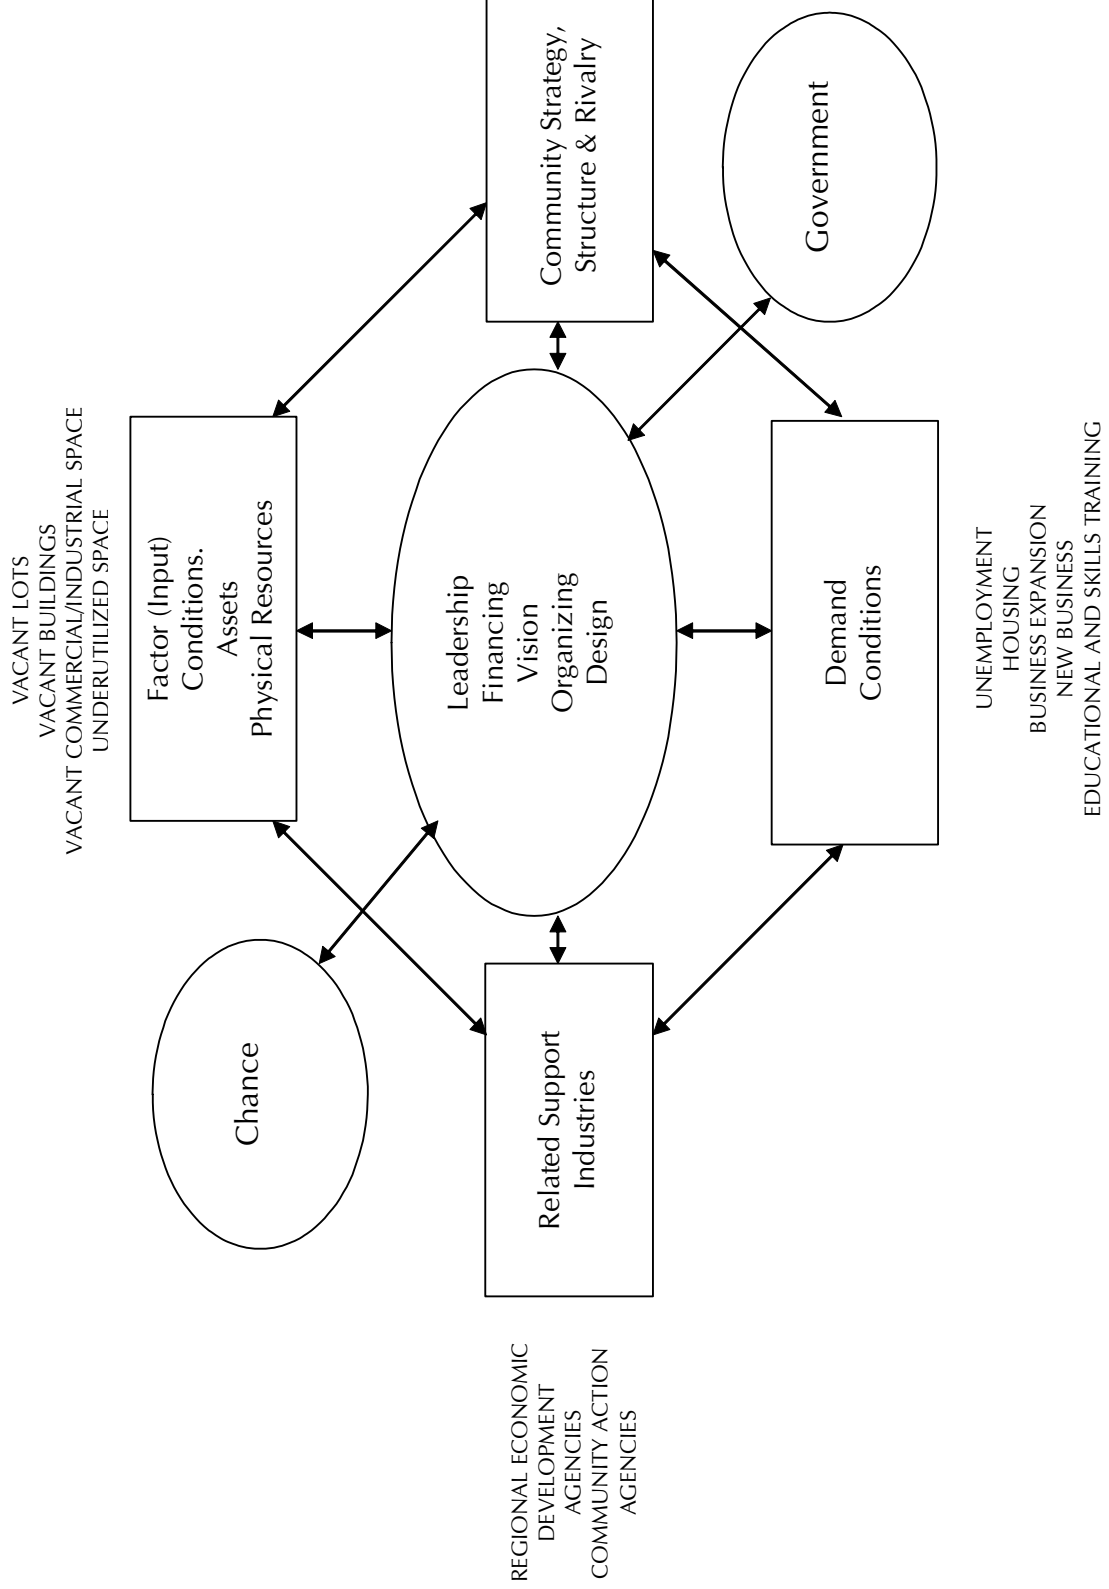 VACANT LOTS
VACANT BUILDINGS
VACANT COMMERCIAL/INDUSTRIAL SPACE
UNDERUTILIZED SPACE
Factor (Input)
Conditions.
Assets
Physical Resources
Chance
REGIONAL ECONOMIC
DEVELOPMENT
AGENCIES
COMMUNITY ACTION
AGENCIES
Related Support
Industries
Leadership
Financing
Vision
Organizing
Design
Community Strategy,
Structure & Rivalry
Government
Demand
Conditions
UNEMPLOYMENT
HOUSING
BUSINESS EXPANSION
NEW BUSINESS
EDUCATIONAL AND SKILLS TRAINING